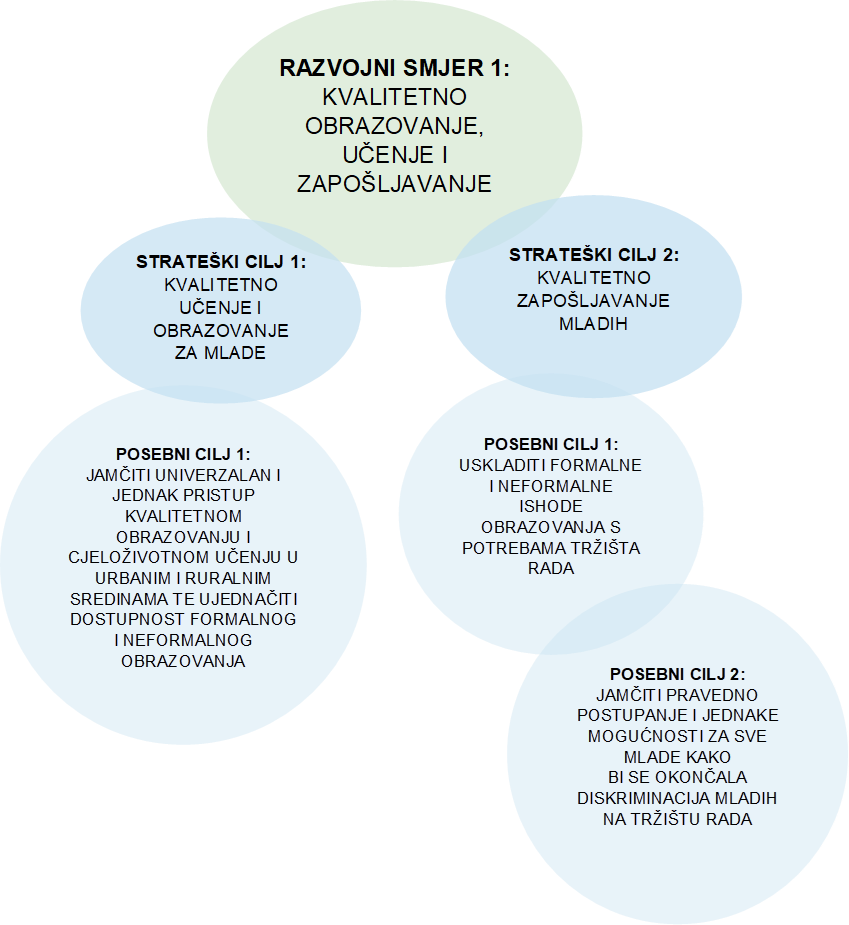 RAZVOJNI SMJER 1:
KVALITETNO
OBRAZOVANJE,
UČENJE I
ZAPOŠLJAVANJE
STRATEŠKI CILJ 1:
KVALITETNO
UČENJE I
OBRAZOVANJE
ZA MLADE
STRATEŠKI CILJ 2:
KVALITETNO
ZAPOŠLJAVANJE
MLADIH
POSEBNI CILJ 1:
JAMČITI UNIVERZALAN I
JEDNAK PRISTUP
KVALITETNOM
OBRAZOVANJU I
CJELOŽIVOTNOM UČENJU U
URBANIM I RURALNIM
SREDINAMA TE UJEDNAČITI
DOSTUPNOST FORMALNOG
I NEFORMALNOG
OBRAZOVANJA
POSEBNI CILJ 1:
USKLADITI FORMALNE
I NEFORMALNE
ISHODE
OBRAZOVANJA S
POTREBAMA TRŽIŠTA
RADA
POSEBNI CILJ 2:
JAMČITI PRAVEDNO
POSTUPANJE I JEDNAKE
MOGUĆNOSTI ZA SVE
MLADE KAKO
BI SE OKONČALA
DISKRIMINACIJA MLADIH
NA TRŽIŠTU RADA